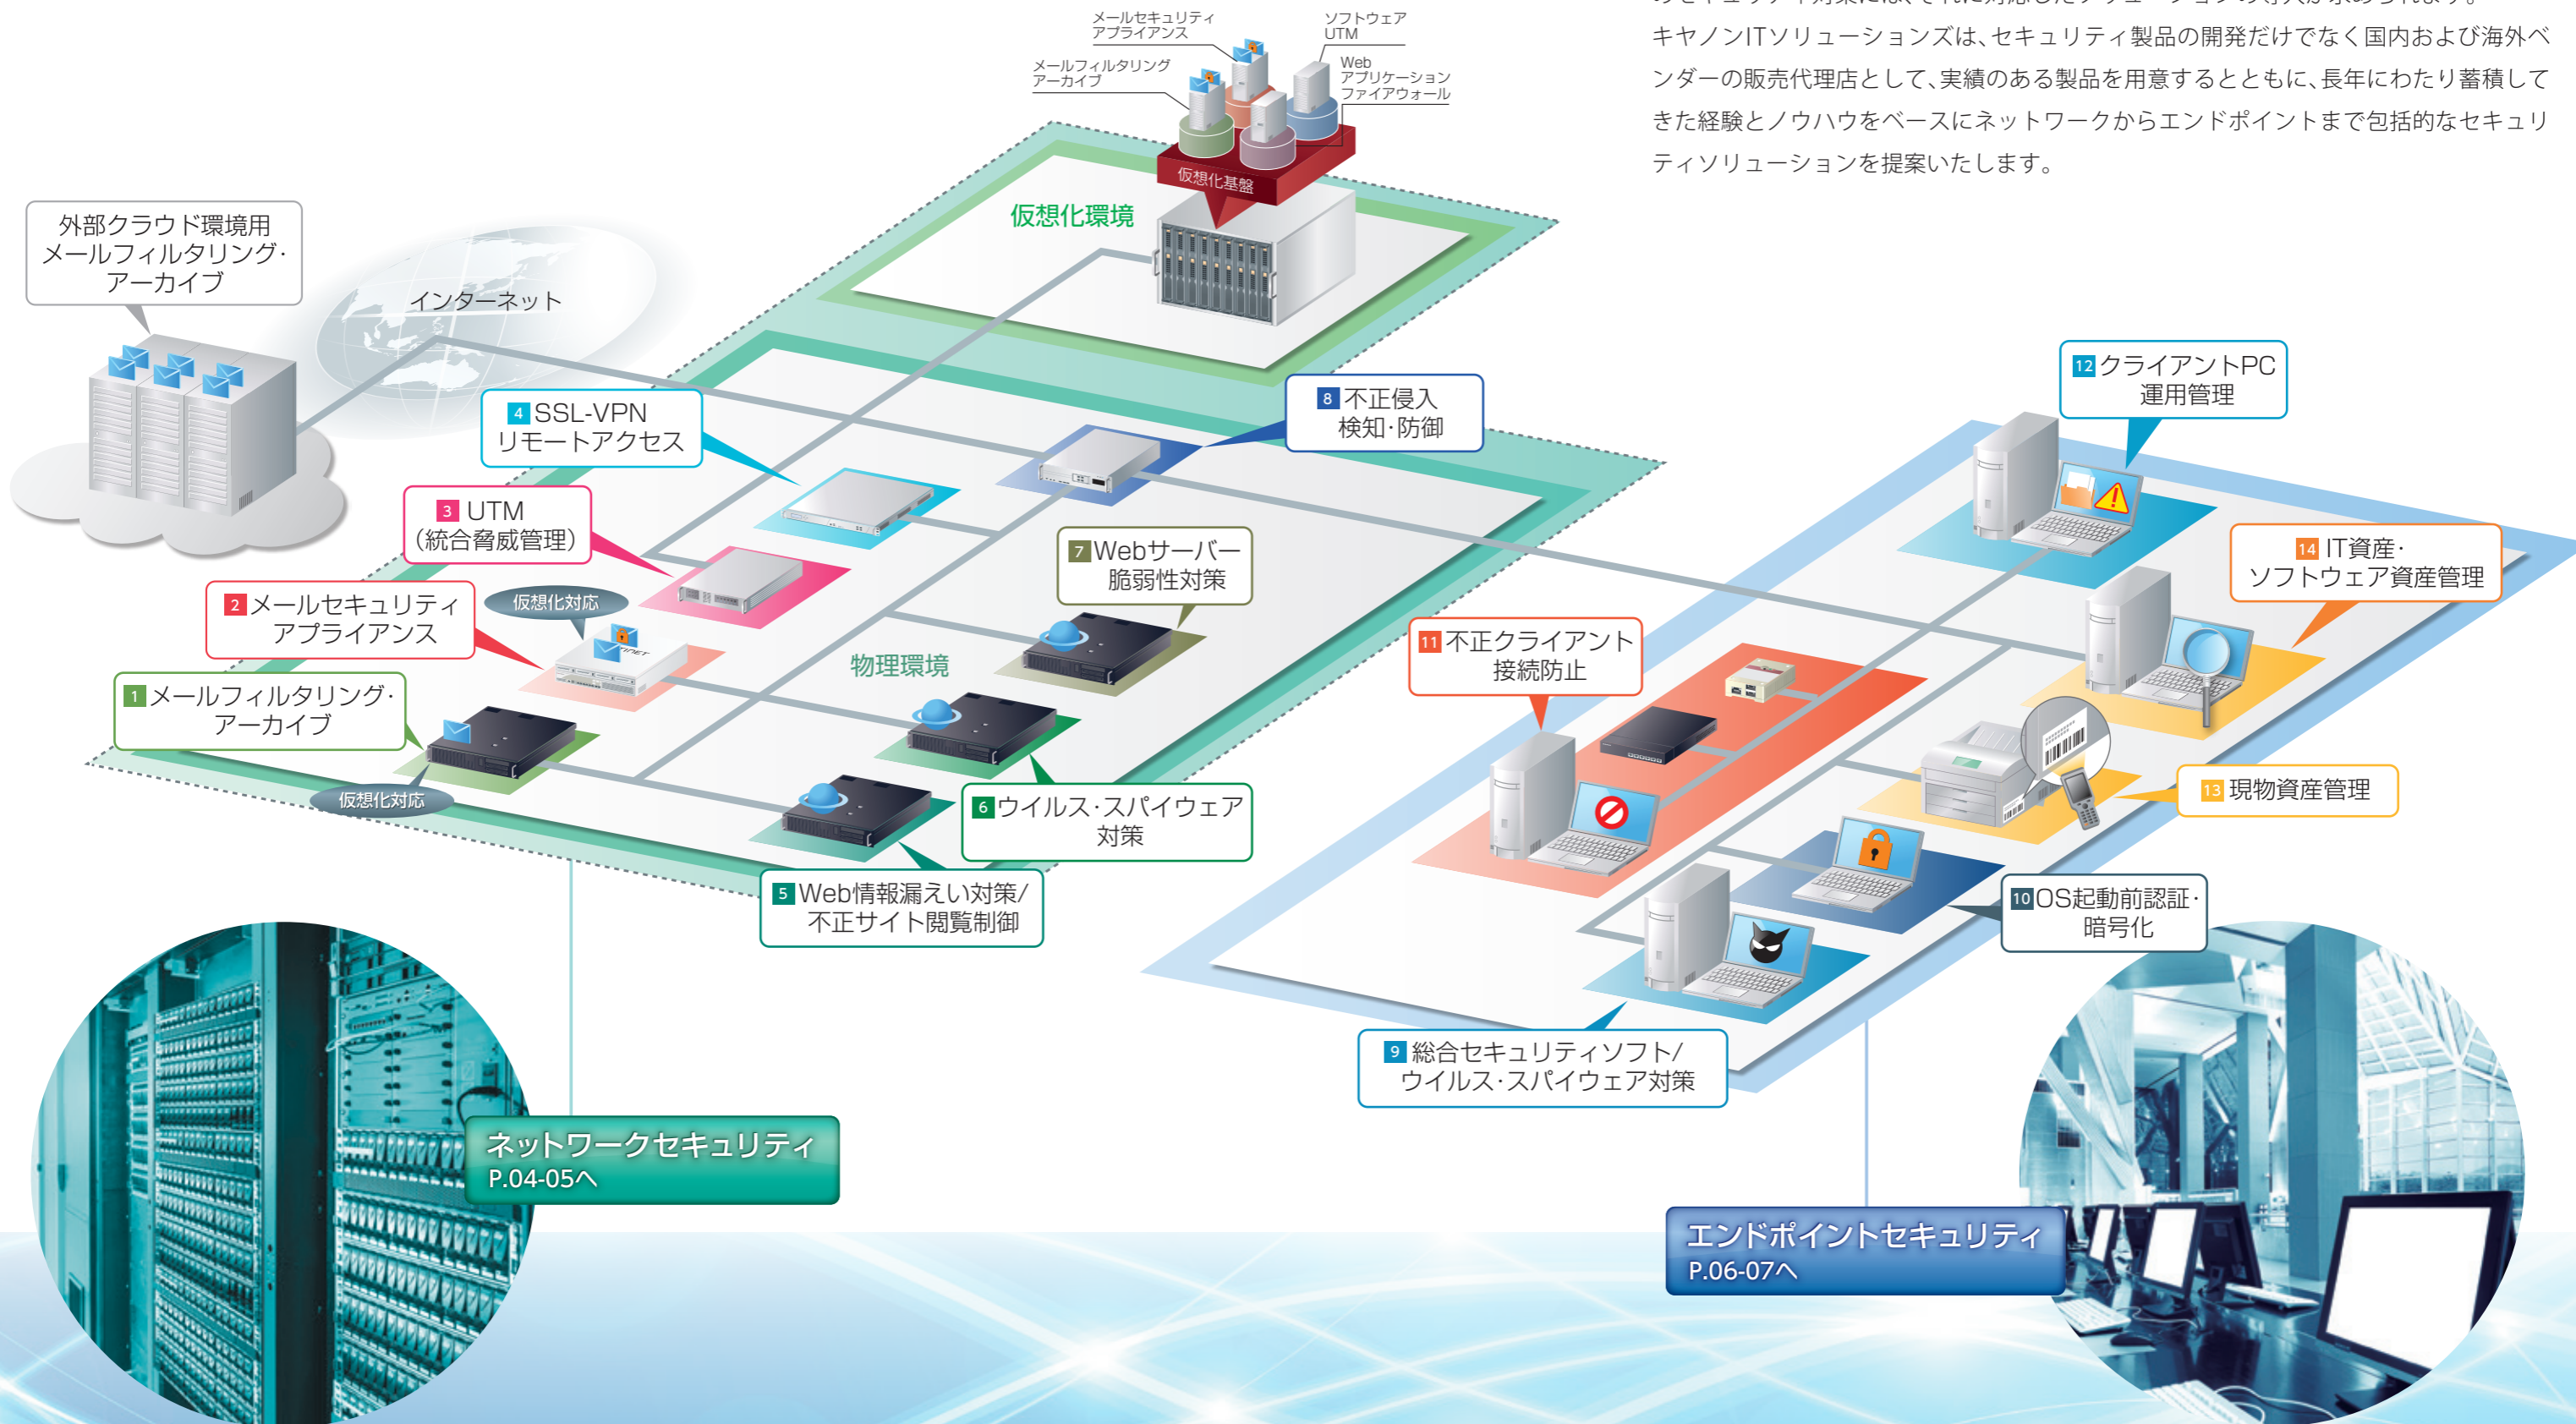 キヤノンITソリューションズは、セキュリティ製品の開発だけでなく国内および海外ベ
ンダーの販売代理店として、実績のある製品を用意するとともに、長年にわたり蓄積して
きた経験とノウハウをベースにネットワークからエンドポイントまで包括的なセキュリ
ティソリューションを提案いたします。
メールセキュリティ
アプライアンス
ソフトウェア
UTM
メールフィルタリング
アーカイブ
Web
アプリケーション
ファイアウォール
仮想化基盤
仮想化環境
外部クラウド環境用
メールフィルタリング・
アーカイブ
インターネット
4 SSL-VPN
リモートアクセス
8 不正侵入
検知・防御
3 UTM
（統合脅威管理）
7 Webサーバー
脆弱性対策
2 メールセキュリティ
アプライアンス
仮想化対応
物理環境
1 メールフィルタリング・
アーカイブ
仮想化対応
6 ウイルス・スパイウェア
対策
5 Web情報漏えい対策/
不正サイト閲覧制御
12 クライアントPC
運用管理
14 IT資産・
ソフトウェア資産管理
11 不正クライアント
接続防止
13 現物資産管理
10 OS起動前認証・
暗号化
9 総合セキュリティソフト/
ウイルス・スパイウェア対策
ネットワークセキュリティ
P.04-05へ
エンドポイントセキュリティ
P.06-07へ